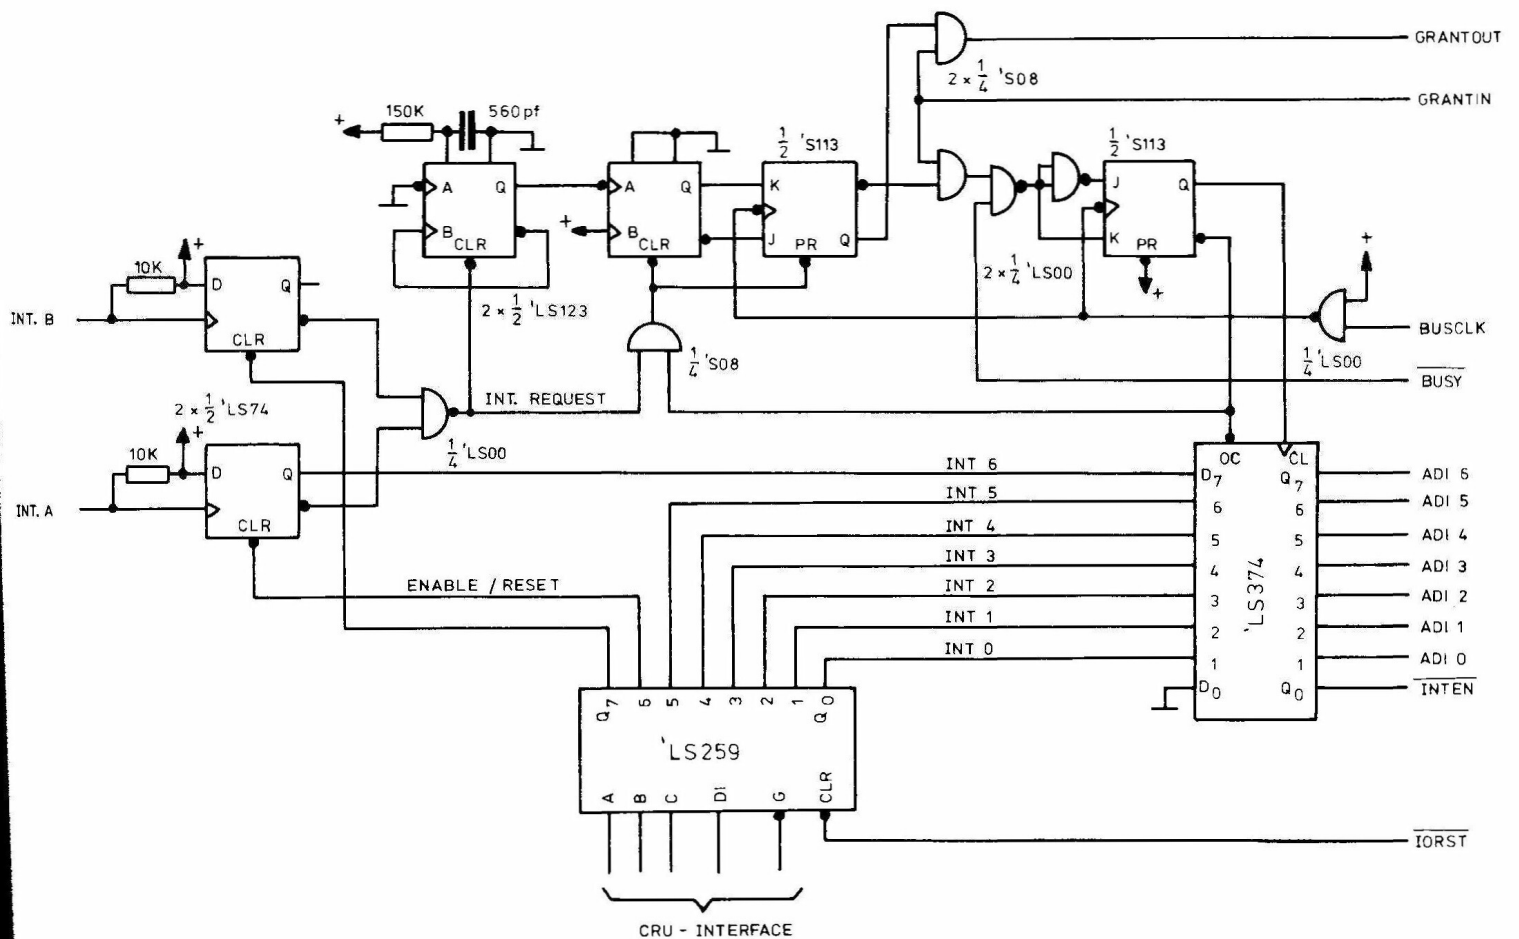 GRANTOUT
2 × 1/4 'S08
GRANTIN
+ 150K 560pf
1/2 'S113
1/2 'S113
A Q
B
CLR
A Q
B
CLR
+
K
J PR Q
J Q
K
PR
+
2 × 1/4 'LS00
2 × 1/2 'LS123
+
10K
D Q
CLR
INT. B
1/4 'S08
+
BUSCLK
1/4 'LS00
BUSY
2 × 1/2 'LS74
INT. REQUEST
1/4 'LS00
+
10K
D Q
CLR
INT. A
OC CL
INT 6 D7 Q7 ADI 6
INT 5 6 6 ADI 5
INT 4 5 5 ADI 4
INT 3 4 4 ADI 3
ENABLE / RESET
INT 2 3 3 ADI 2
INT 1 2 2 ADI 1
INT 0 1 1 ADI 0
D0 Q0 INTEN
'LS374
Q7 6 5 4 3 2 1 Q0
'LS259
A B C DI G CLR
IORST
CRU - INTERFACE